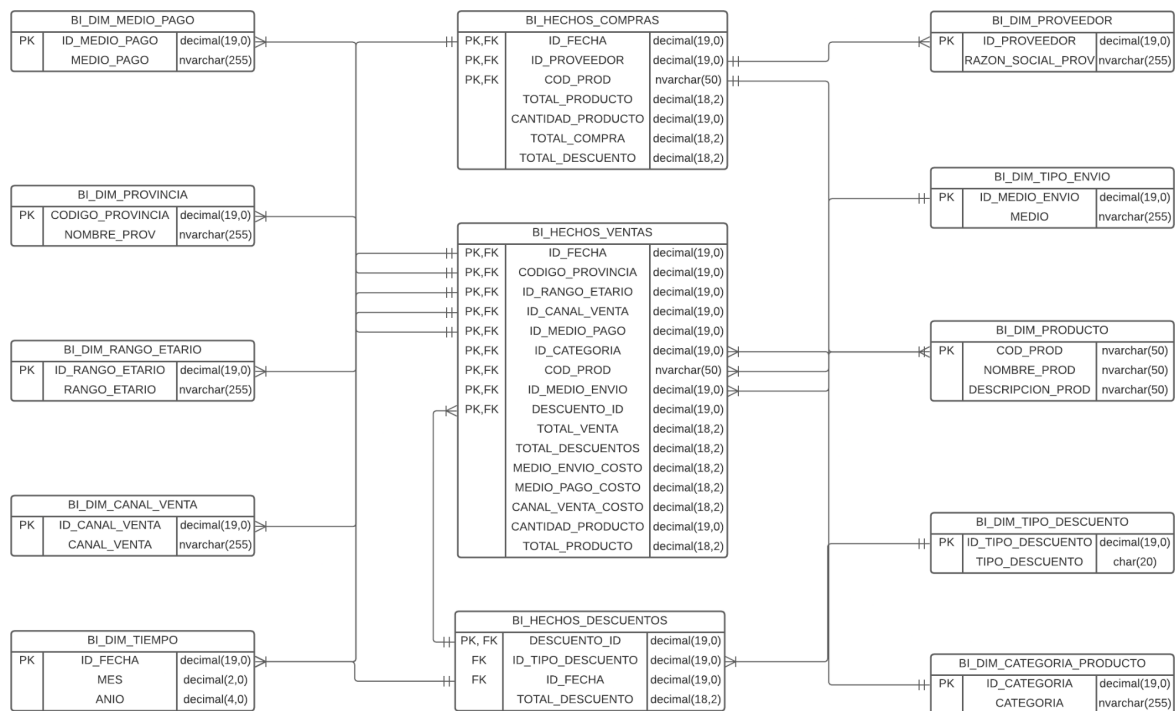 BI_DIM_MEDIO_PAGO
PK ID_MEDIO_PAGO decimal(19,0)
MEDIO_PAGO nvarchar(255)
BI_DIM_PROVINCIA
PK CODIGO_PROVINCIA decimal(19,0)
NOMBRE_PROV nvarchar(255)
BI_DIM_RANGO_ETARIO
PK ID_RANGO_ETARIO decimal(19,0)
RANGO_ETARIO nvarchar(255)
BI_DIM_CANAL_VENTA
PK ID_CANAL_VENTA decimal(19,0)
CANAL_VENTA nvarchar(255)
BI_DIM_TIEMPO
PK ID_FECHA decimal(19,0)
MES decimal(2,0)
ANIO decimal(4,0)
BI_HECHOS_COMPRAS
PK,FK ID_FECHA decimal(19,0)
PK,FK ID_PROVEEDOR decimal(19,0)
PK,FK COD_PROD nvarchar(50)
TOTAL_PRODUCTO decimal(18,2)
CANTIDAD_PRODUCTO decimal(19,0)
TOTAL_COMPRA decimal(18,2)
TOTAL_DESCUENTO decimal(18,2)
BI_HECHOS_VENTAS
PK,FK ID_FECHA decimal(19,0)
PK,FK CODIGO_PROVINCIA decimal(19,0)
PK,FK ID_RANGO_ETARIO decimal(19,0)
PK,FK ID_CANAL_VENTA decimal(19,0)
PK,FK ID_MEDIO_PAGO decimal(19,0)
PK,FK ID_CATEGORIA decimal(19,0)
PK,FK COD_PROD nvarchar(50)
PK,FK ID_MEDIO_ENVIO decimal(19,0)
PK,FK DESCUENTO_ID decimal(19,0)
TOTAL_VENTA decimal(18,2)
TOTAL_DESCUENTOS decimal(18,2)
MEDIO_ENVIO_COSTO decimal(18,2)
MEDIO_PAGO_COSTO decimal(18,2)
CANAL_VENTA_COSTO decimal(18,2)
CANTIDAD_PRODUCTO decimal(19,0)
TOTAL_PRODUCTO decimal(18,2)
BI_HECHOS_DESCUENTOS
PK, FK DESCUENTO_ID decimal(19,0)
FK ID_TIPO_DESCUENTO decimal(19,0)
FK ID_FECHA decimal(19,0)
TOTAL_DESCUENTO decimal(18,2)
BI_DIM_PROVEEDOR
PK ID_PROVEEDOR decimal(19,0)
RAZON_SOCIAL_PROV nvarchar(255)
BI_DIM_TIPO_ENVIO
PK ID_MEDIO_ENVIO decimal(19,0)
MEDIO nvarchar(255)
BI_DIM_PRODUCTO
PK COD_PROD nvarchar(50)
NOMBRE_PROD nvarchar(50)
DESCRIPCION_PROD nvarchar(50)
BI_DIM_TIPO_DESCUENTO
PK ID_TIPO_DESCUENTO decimal(19,0)
TIPO_DESCUENTO char(20)
BI_DIM_CATEGORIA_PRODUCTO
PK ID_CATEGORIA decimal(19,0)
CATEGORIA nvarchar(255)